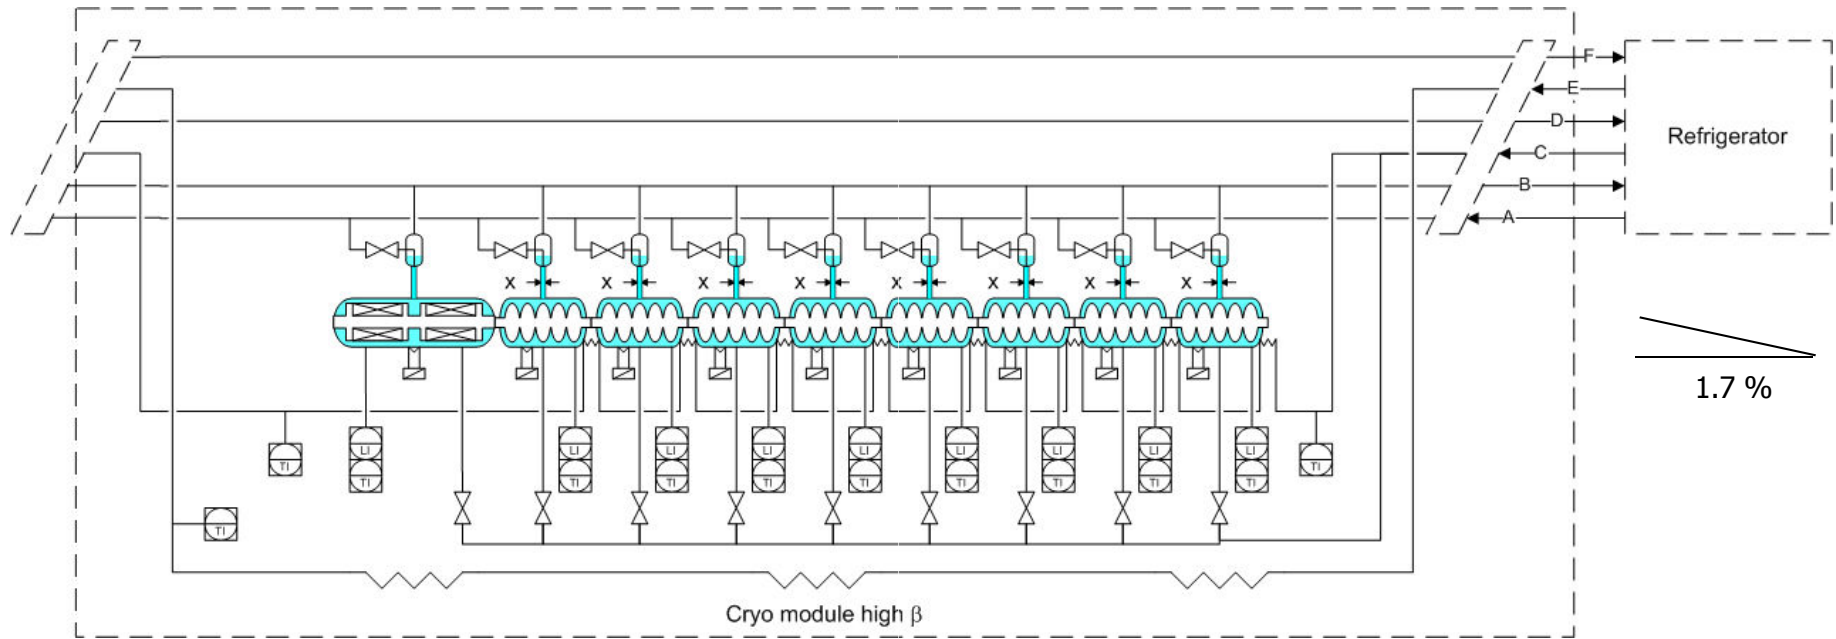 F
E
D
Refrigerator
C
B
A
X X X X X X X X
1.7 %
LI LI LI LI LI LI LI LI
TI LI TI
TI TI TI TI TI TI TI TI TI
TI
Cryo module high β